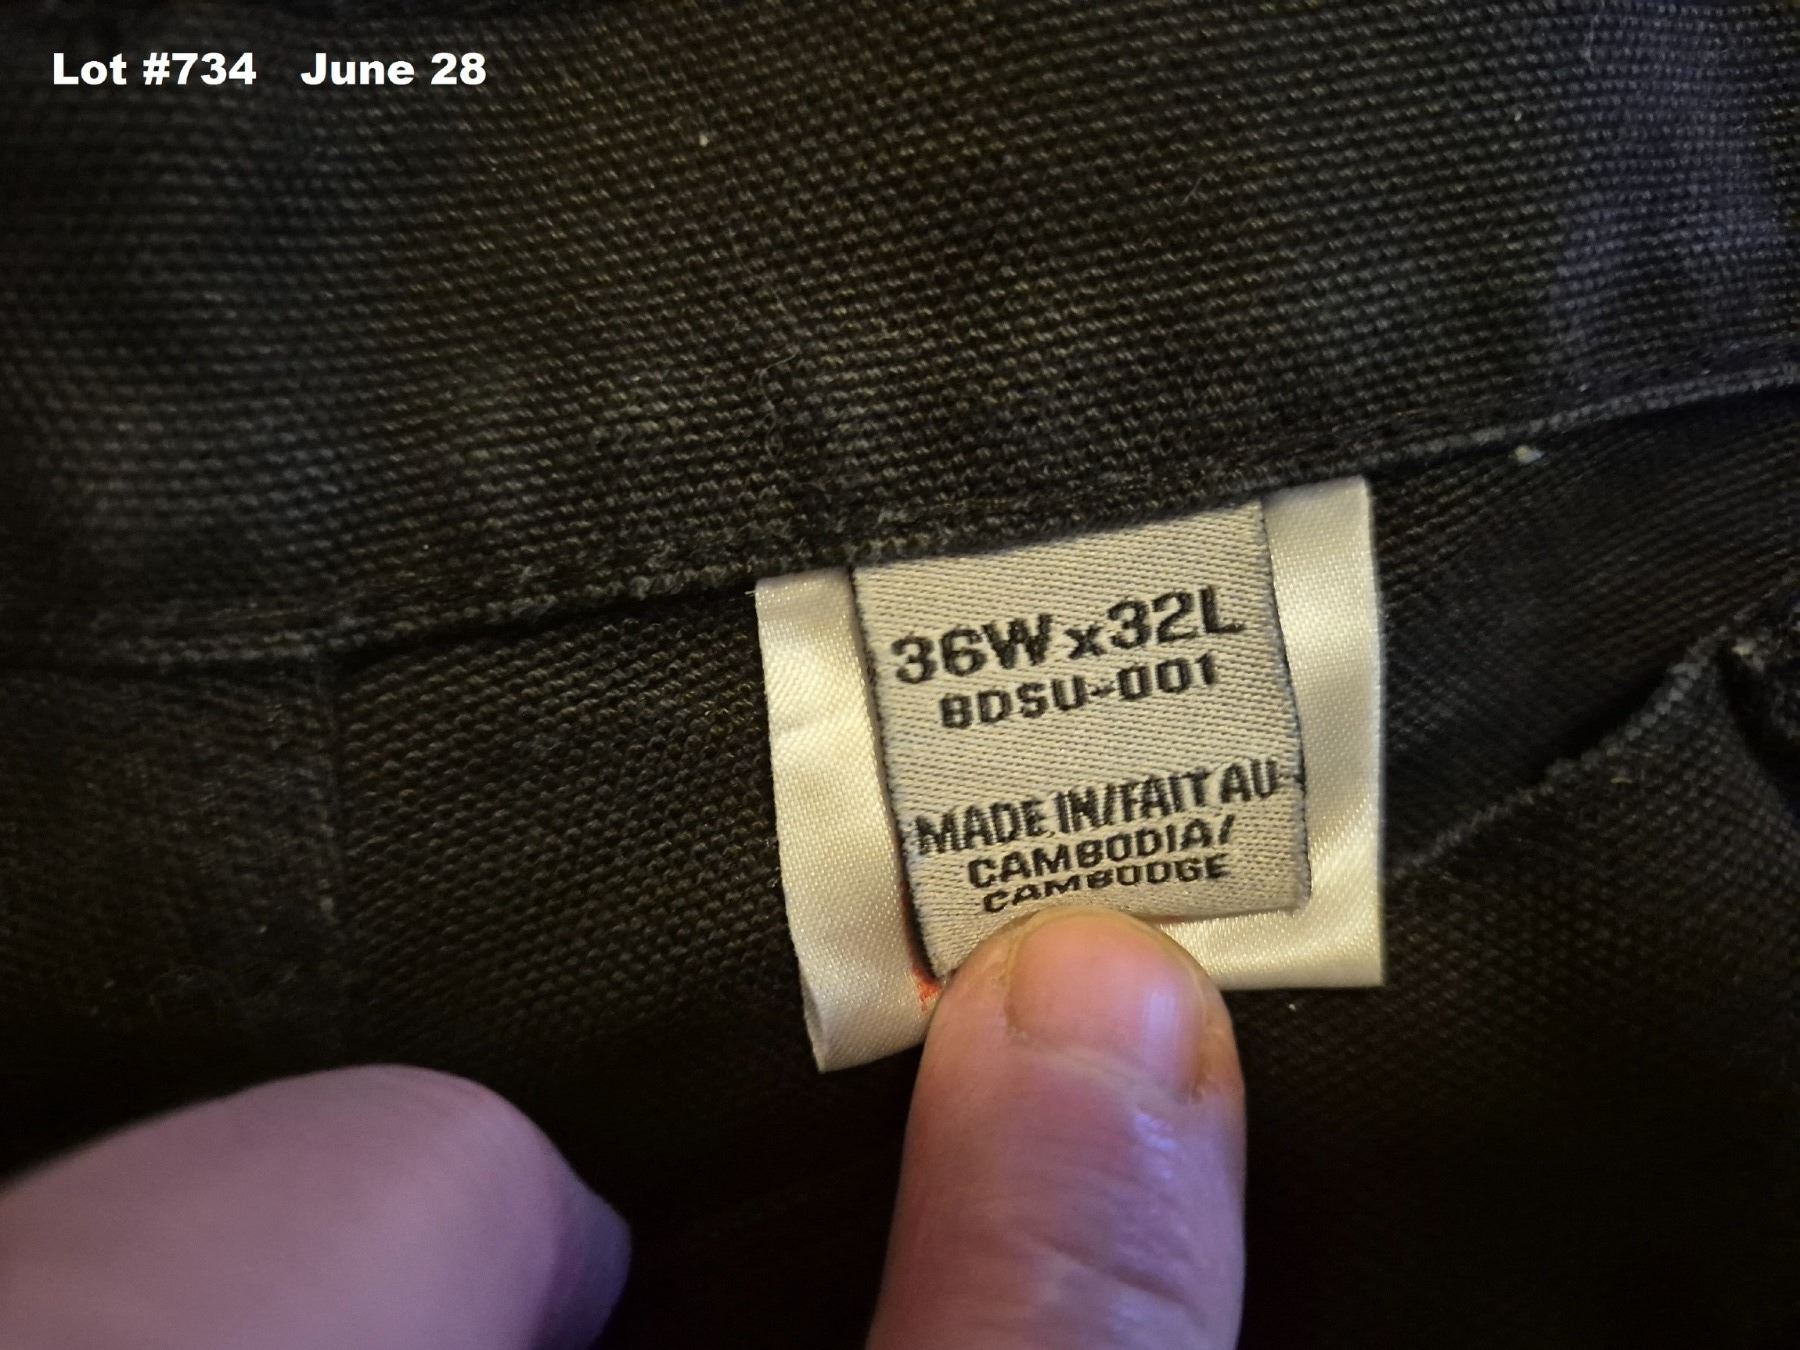 Lot #734 June 28
36W x 32L
BDSU-001
MADE IN/FAIT AU
CAMBODIA/
CAMBODGE